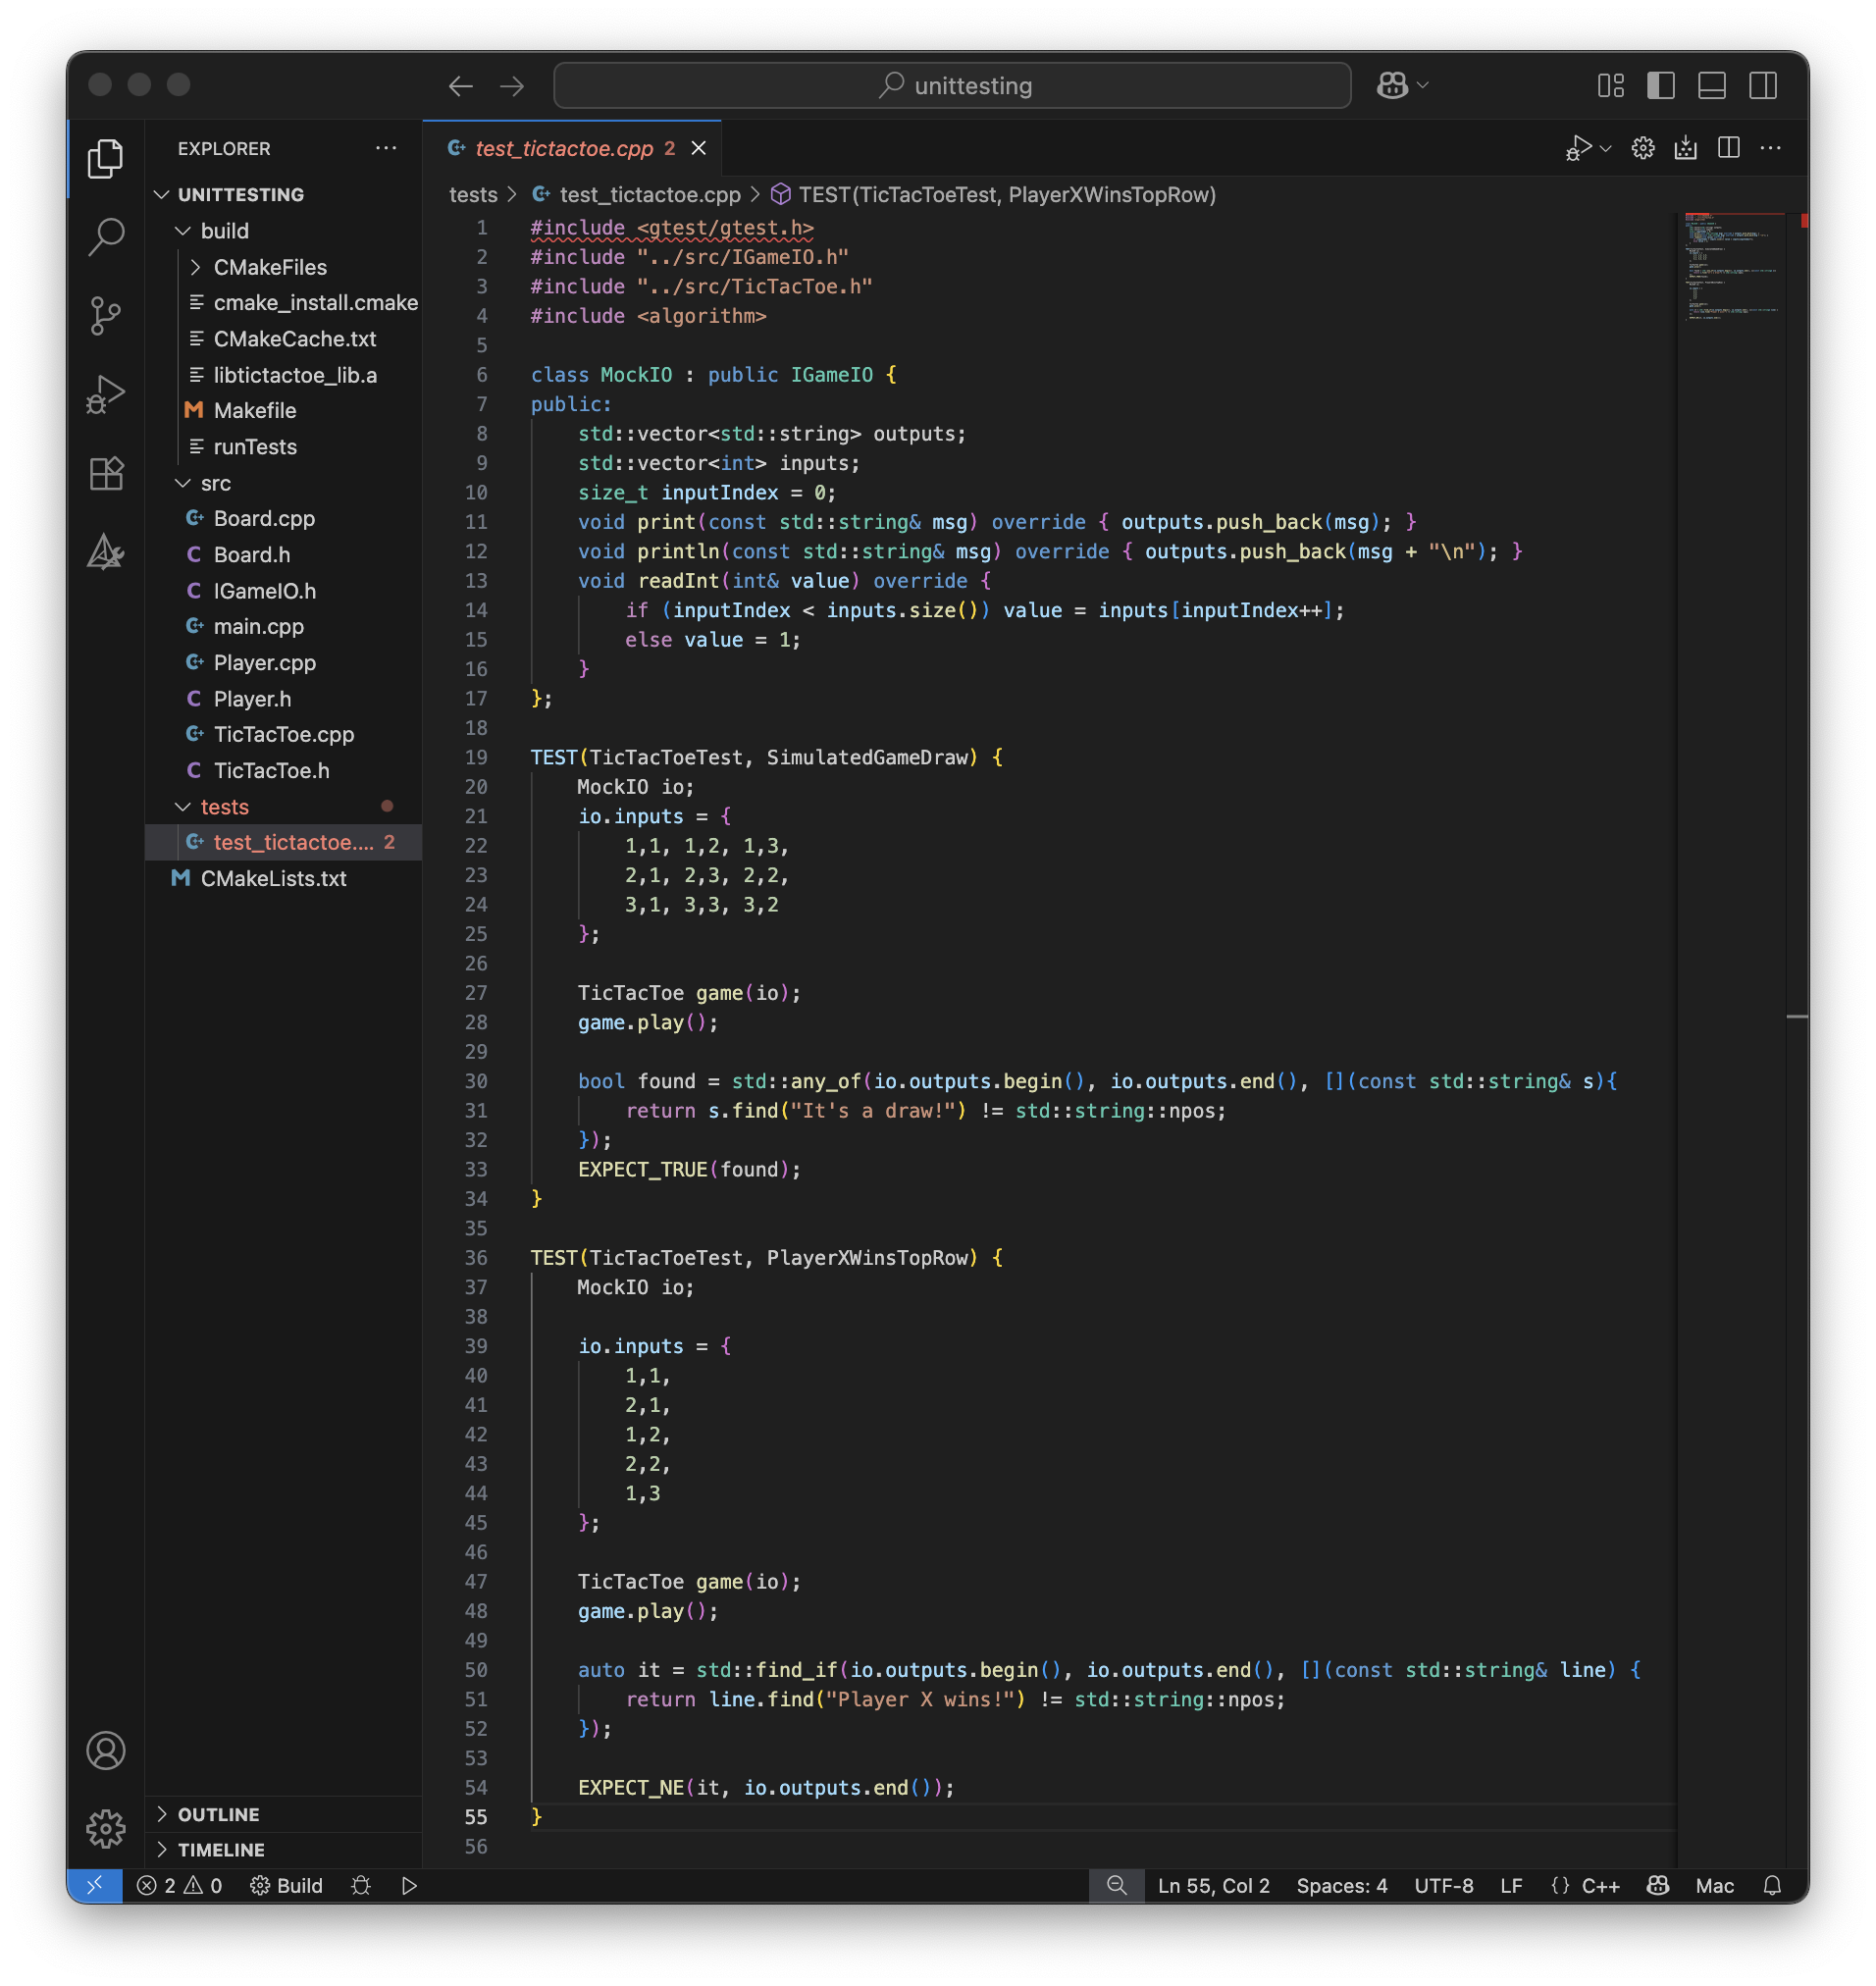 unittesting
EXPLORER
UNITTESTING
build
CMakeFiles
cmake_install.cmake
CMakeCache.txt
libtictactoe_lib.a
Makefile
runTests
src
Board.cpp
Board.h
IGameIO.h
main.cpp
Player.cpp
Player.h
TicTacToe.cpp
TicTacToe.h
tests
test_tictactoe.... 2
CMakeLists.txt
OUTLINE
TIMELINE
test_tictactoe.cpp 2
tests > test_tictactoe.cpp > TEST(TicTacToeTest, PlayerXWinsTopRow)
1 #include <gtest/gtest.h>
2 #include "../src/IGameIO.h"
3 #include "../src/TicTacToe.h"
4 #include <algorithm>
5
6 class MockIO : public IGameIO {
7 public:
8     std::vector<std::string> outputs;
9     std::vector<int> inputs;
10     size_t inputIndex = 0;
11     void print(const std::string& msg) override { outputs.push_back(msg); }
12     void println(const std::string& msg) override { outputs.push_back(msg + "\n"); }
13     void readInt(int& value) override {
14         if (inputIndex < inputs.size()) value = inputs[inputIndex++];
15         else value = 1;
16     }
17 };
18
19 TEST(TicTacToeTest, SimulatedGameDraw) {
20     MockIO io;
21     io.inputs = {
22         1,1, 1,2, 1,3,
23         2,1, 2,3, 2,2,
24         3,1, 3,3, 3,2
25     };
26
27     TicTacToe game(io);
28     game.play();
29
30     bool found = std::any_of(io.outputs.begin(), io.outputs.end(), [](const std::string& s){
31         return s.find("It's a draw!") != std::string::npos;
32     });
33     EXPECT_TRUE(found);
34 }
35
36 TEST(TicTacToeTest, PlayerXWinsTopRow) {
37     MockIO io;
38
39     io.inputs = {
40         1,1,
41         2,1,
42         1,2,
43         2,2,
44         1,3
45     };
46
47     TicTacToe game(io);
48     game.play();
49
50     auto it = std::find_if(io.outputs.begin(), io.outputs.end(), [](const std::string& line) {
51         return line.find("Player X wins!") != std::string::npos;
52     });
53
54     EXPECT_NE(it, io.outputs.end());
55 }
56
2 0 Build Ln 55, Col 2 Spaces: 4 UTF-8 LF {} C++ Mac